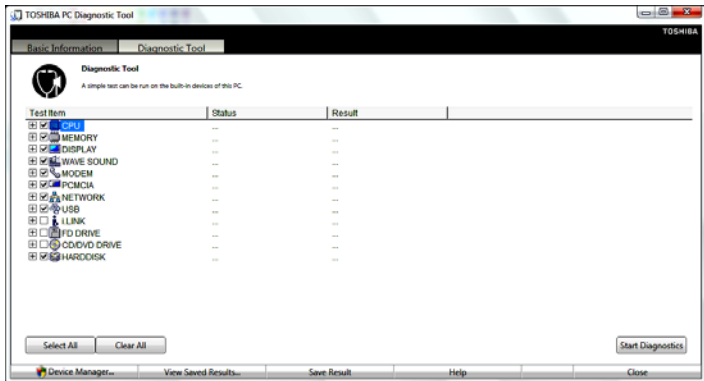 TOSHIBA PC Diagnostic Tool
TOSHIBA
Basic Information Diagnostic Tool
Diagnostic Tool
A simple test can be run on the built-in devices of this PC.
Test Item Status Result
CPU ... ...
MEMORY ... ...
DISPLAY ... ...
WAVE SOUND ... ...
MODEM ... ...
PCMCIA ... ...
NETWORK ... ...
USB ... ...
i.LINK ... ...
FD DRIVE ... ...
CD/DVD DRIVE ... ...
HARDDISK ... ...
Select All Clear All Start Diagnostics
Device Manager... View Saved Results... Save Result Help Close